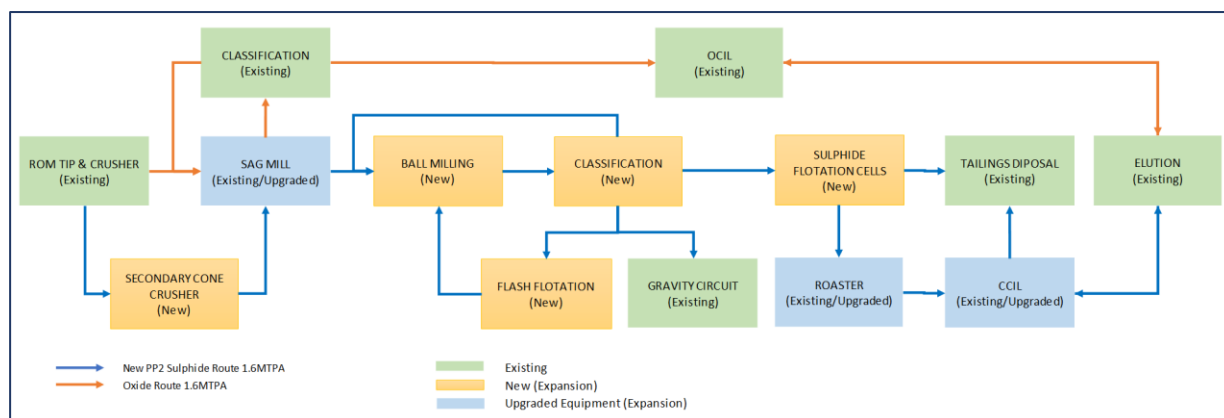 CLASSIFICATION
(Existing)
OCIL
(Existing)
ROM TIP & CRUSHER
(Existing)
SAG MILL
(Existing/Upgraded)
BALL MILLING
(New)
CLASSIFICATION
(New)
SULPHIDE
FLOTATION CELLS
(New)
TAILINGS DIPOSAL
(Existing)
ELUTION
(Existing)
SECONDARY CONE
CRUSHER
(New)
FLASH FLOTATION
(New)
GRAVITY CIRCUIT
(Existing)
ROASTER
(Existing/Upgraded)
CCIL
(Existing/Upgraded)
New PP2 Sulphide Route 1.6MTPA
Oxide Route 1.6MTPA
Existing
New (Expansion)
Upgraded Equipment (Expansion)